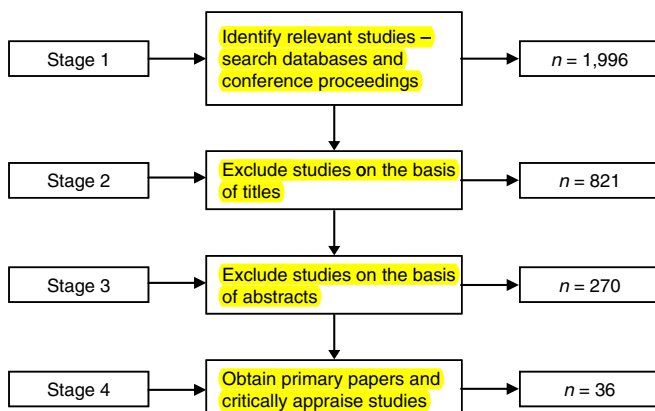 Stage 1
Identify relevant studies –
search databases and
conference proceedings
n = 1,996
Stage 2
Exclude studies on the basis
of titles
n = 821
Stage 3
Exclude studies on the basis
of abstracts
n = 270
Stage 4
Obtain primary papers and
critically appraise studies
n = 36